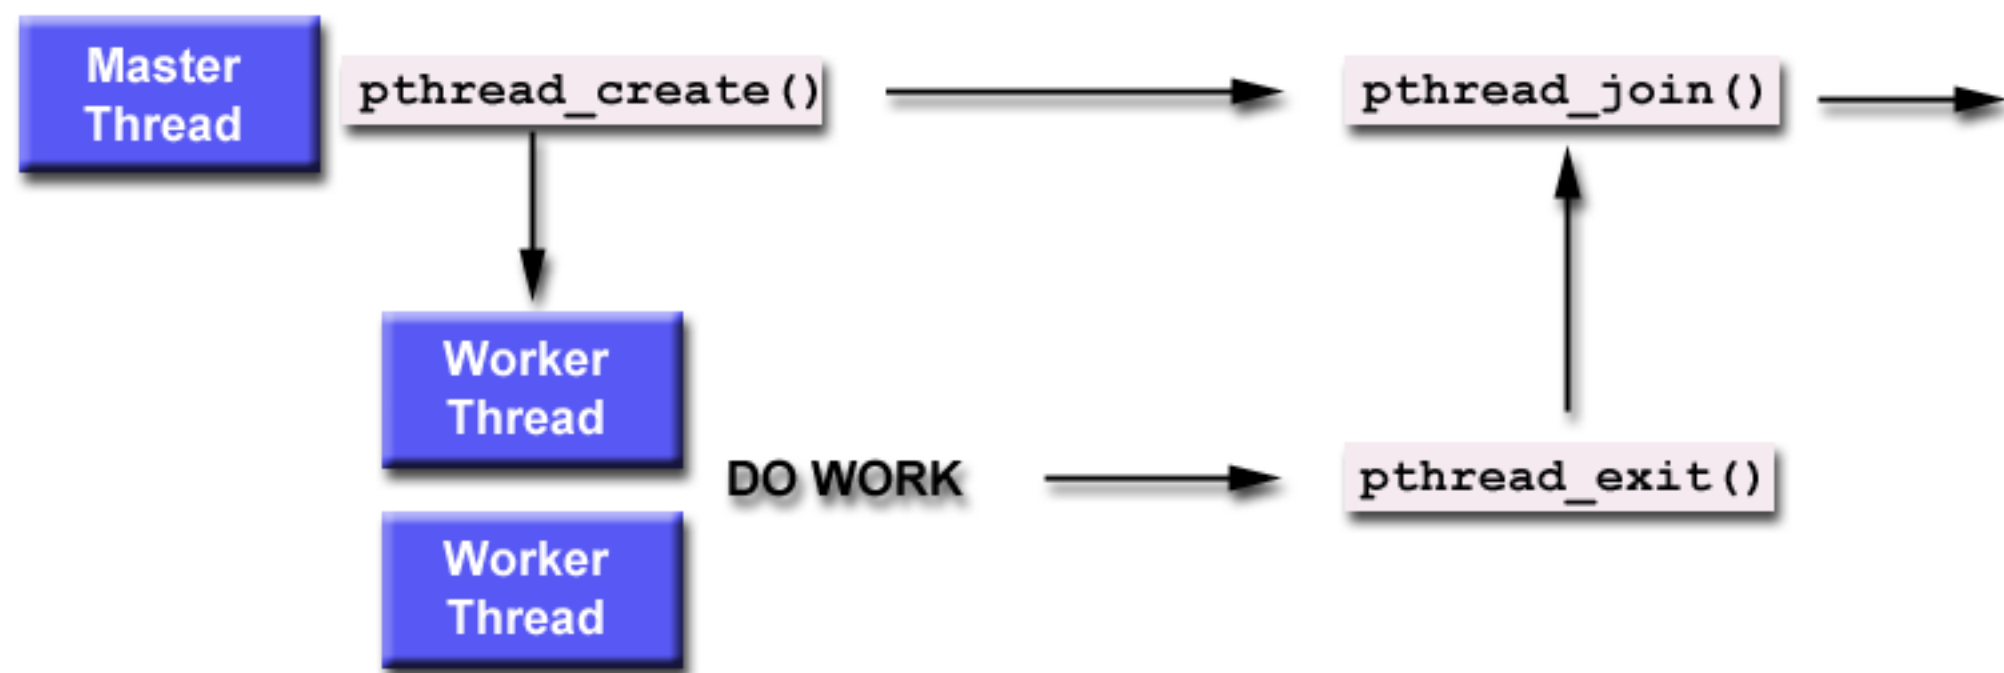 Master
Thread
pthread_create()
pthread_join()
Worker
Thread
DO WORK
pthread_exit()
Worker
Thread